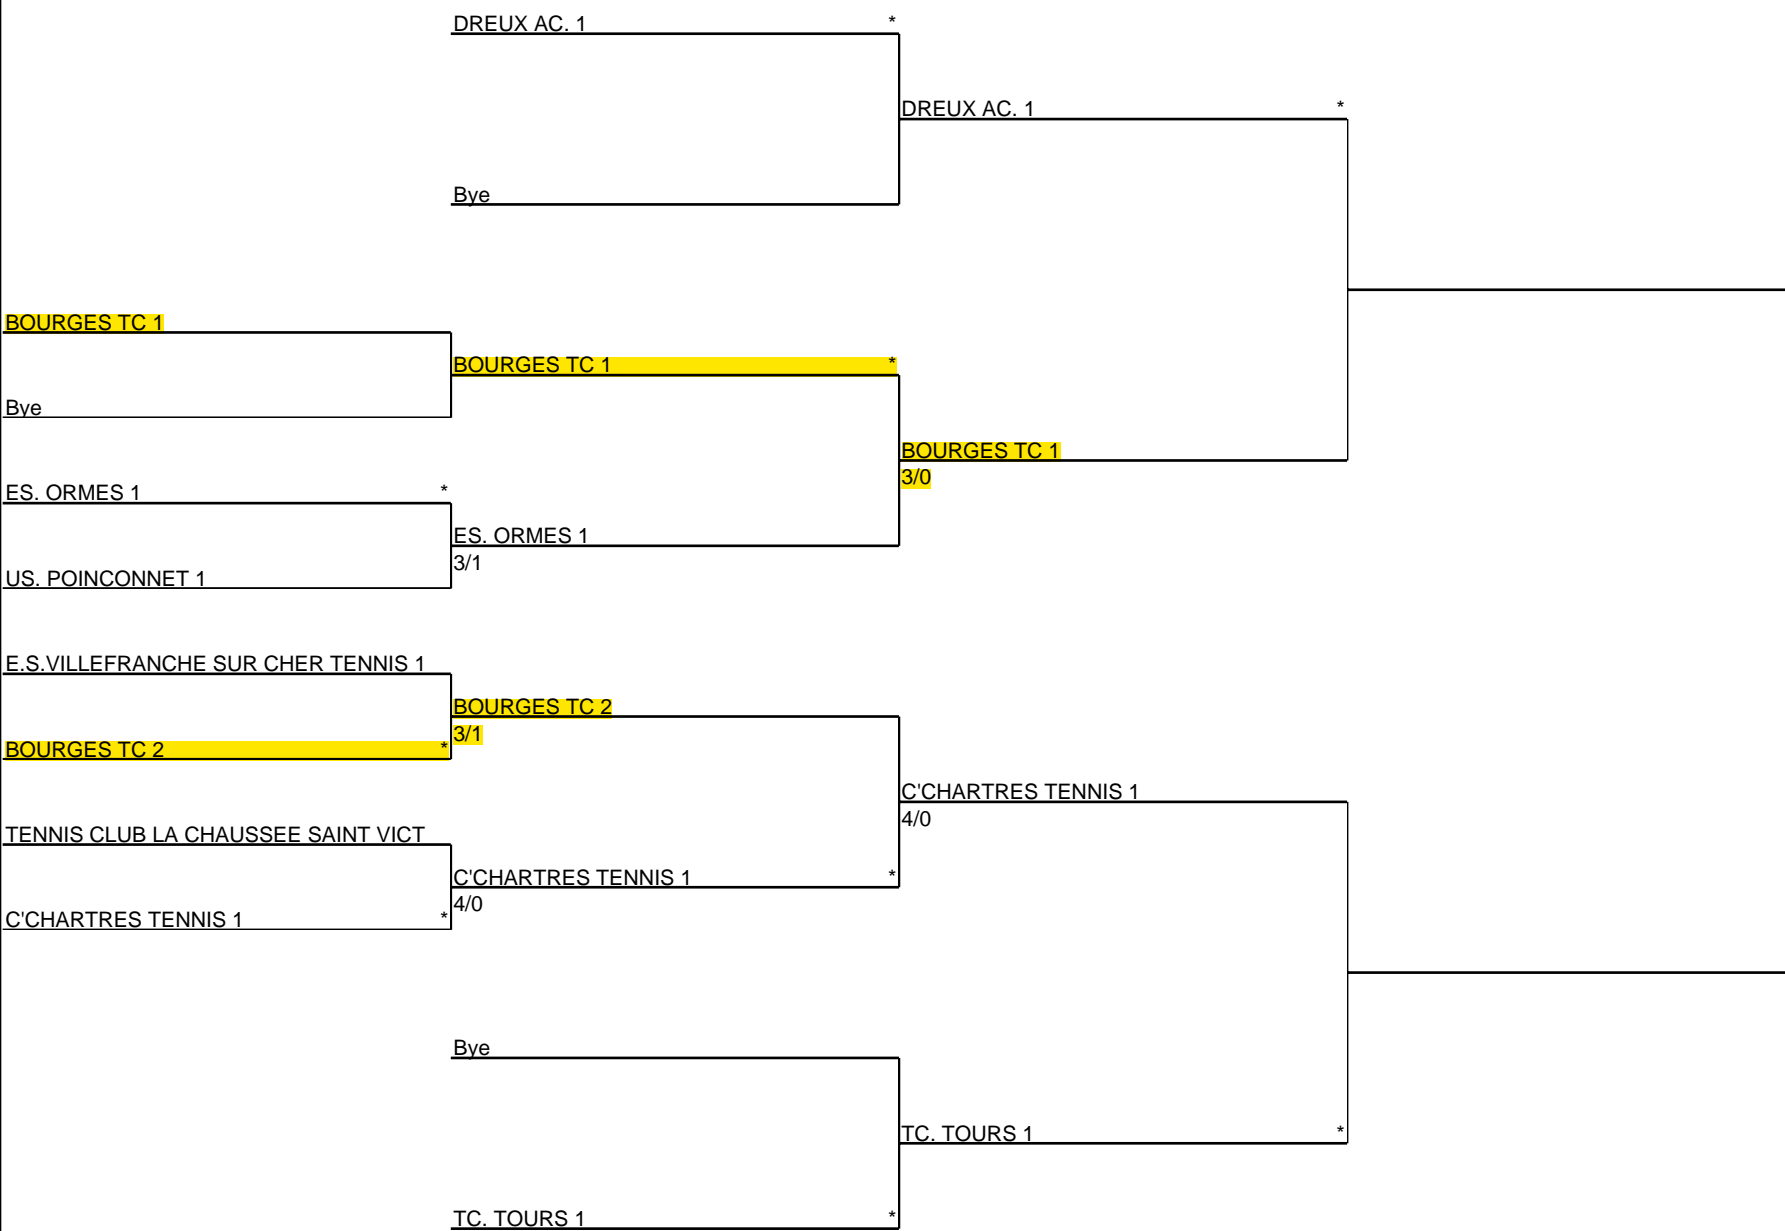 DREUX AC. 1 *
DREUX AC. 1 *
Bye
BOURGES TC 1
BOURGES TC 1 *
Bye
BOURGES TC 1
3/0
ES. ORMES 1 *
ES. ORMES 1
3/1
US. POINCONNET 1
E.S.VILLEFRANCHE SUR CHER TENNIS 1
BOURGES TC 2
3/1
BOURGES TC 2 *
C'CHARTRES TENNIS 1
4/0
TENNIS CLUB LA CHAUSSEE SAINT VICT
C'CHARTRES TENNIS 1 *
4/0
C'CHARTRES TENNIS 1 *
Bye
TC. TOURS 1 *
TC. TOURS 1 *